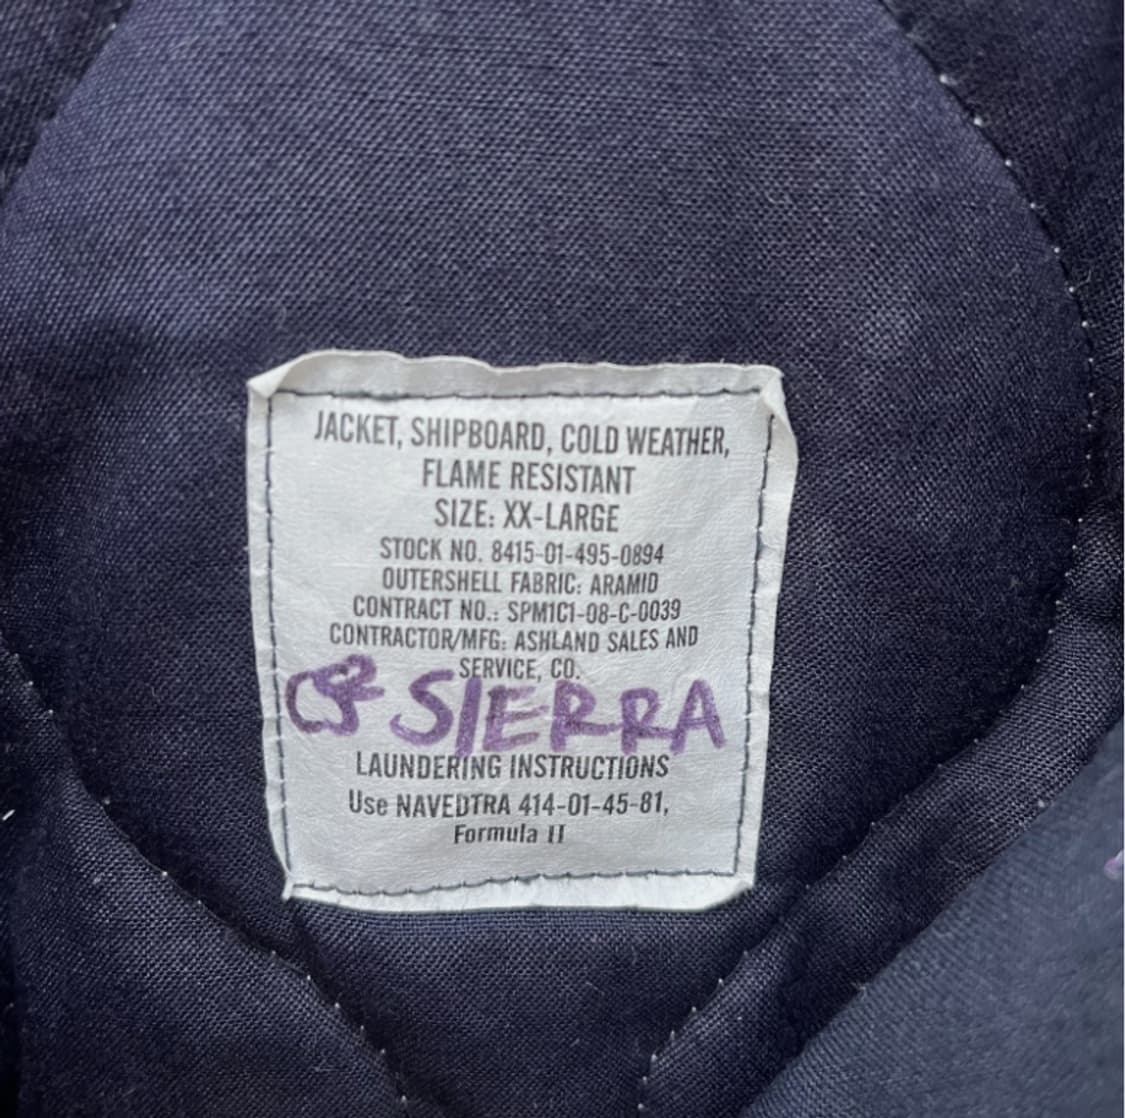 JACKET, SHIPBOARD, COLD WEATHER,
FLAME RESISTANT
SIZE: XX-LARGE
STOCK NO. 8415-01-495-0894
OUTERSHELL FABRIC: ARAMID
CONTRACT NO.: SPM1C1-08-C-0039
CONTRACTOR/MFG: ASHLAND SALES AND
SERVICE, CO.
SIERRA
LAUNDERING INSTRUCTIONS
Use NAVEDTRA 414-01-45-81,
Formula II